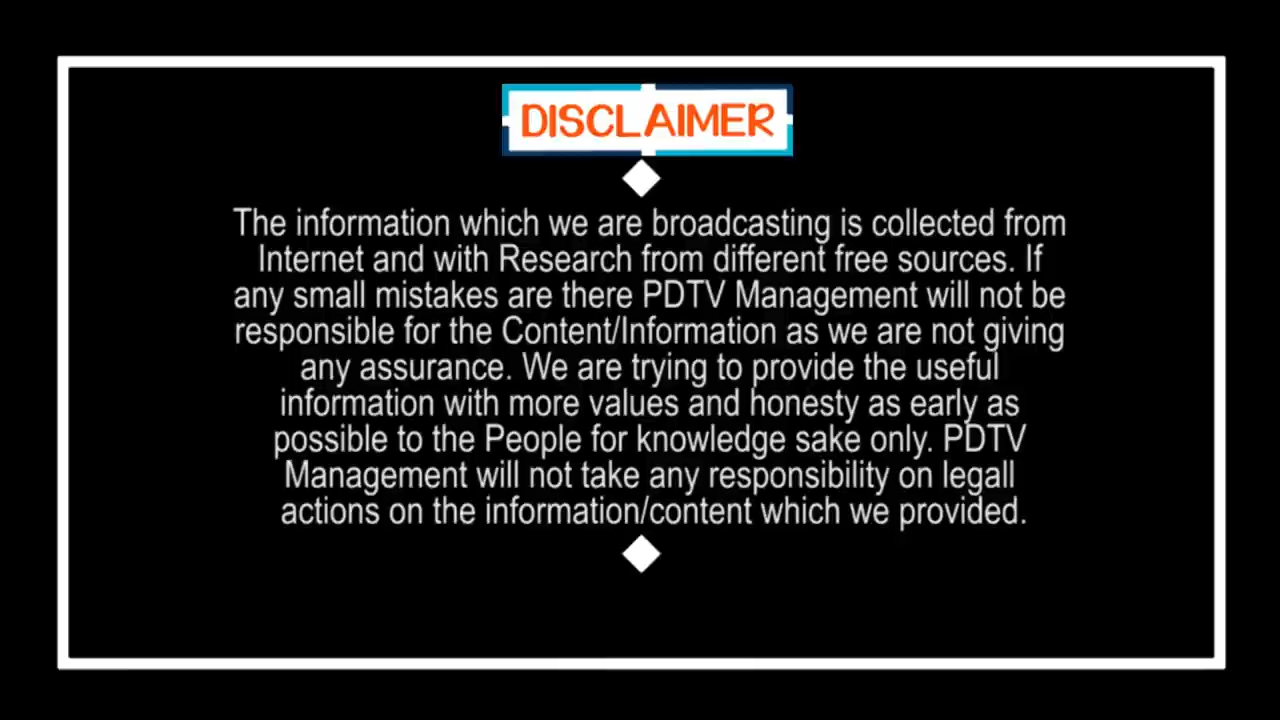 DISCLAIMER
The information which we are broadcasting is collected from
Internet and with Research from different free sources. If
any small mistakes are there PDTV Management will not be
responsible for the Content/Information as we are not giving
any assurance. We are trying to provide the useful
information with more values and honesty as early as
possible to the People for knowledge sake only. PDTV
Management will not take any responsibility on legall
actions on the information/content which we provided.